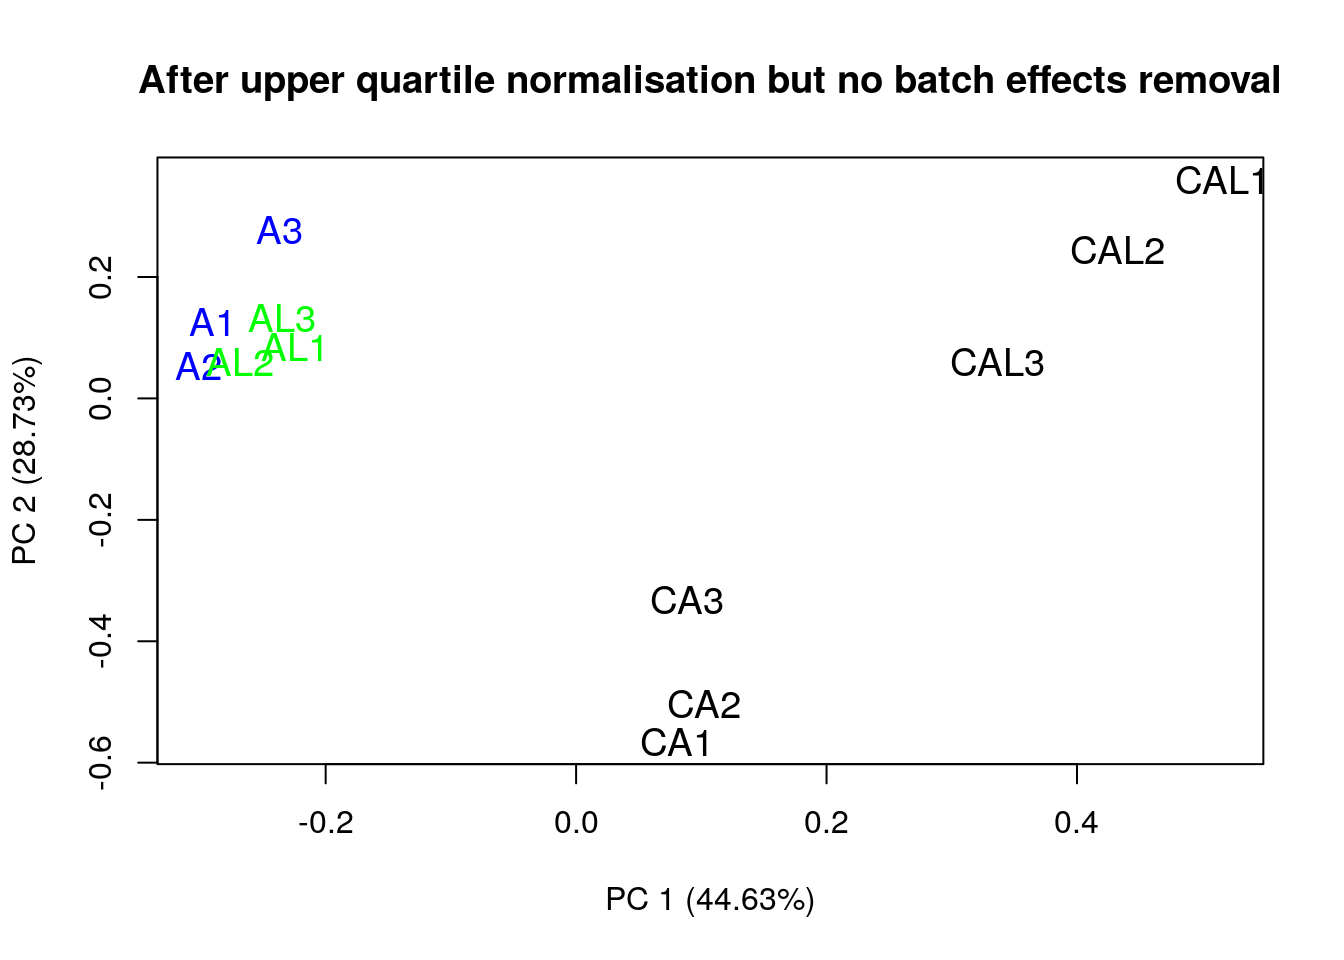 After upper quartile normalisation but no batch effects removal
CAL1
A3
CAL2
A1
AL3
AL1
A2
AL2
CAL3
CA3
CA2
CA1
0.2
0.0
-0.2
-0.4
-0.6
PC 2 (28.73%)
-0.2
0.0
0.2
0.4
PC 1 (44.63%)